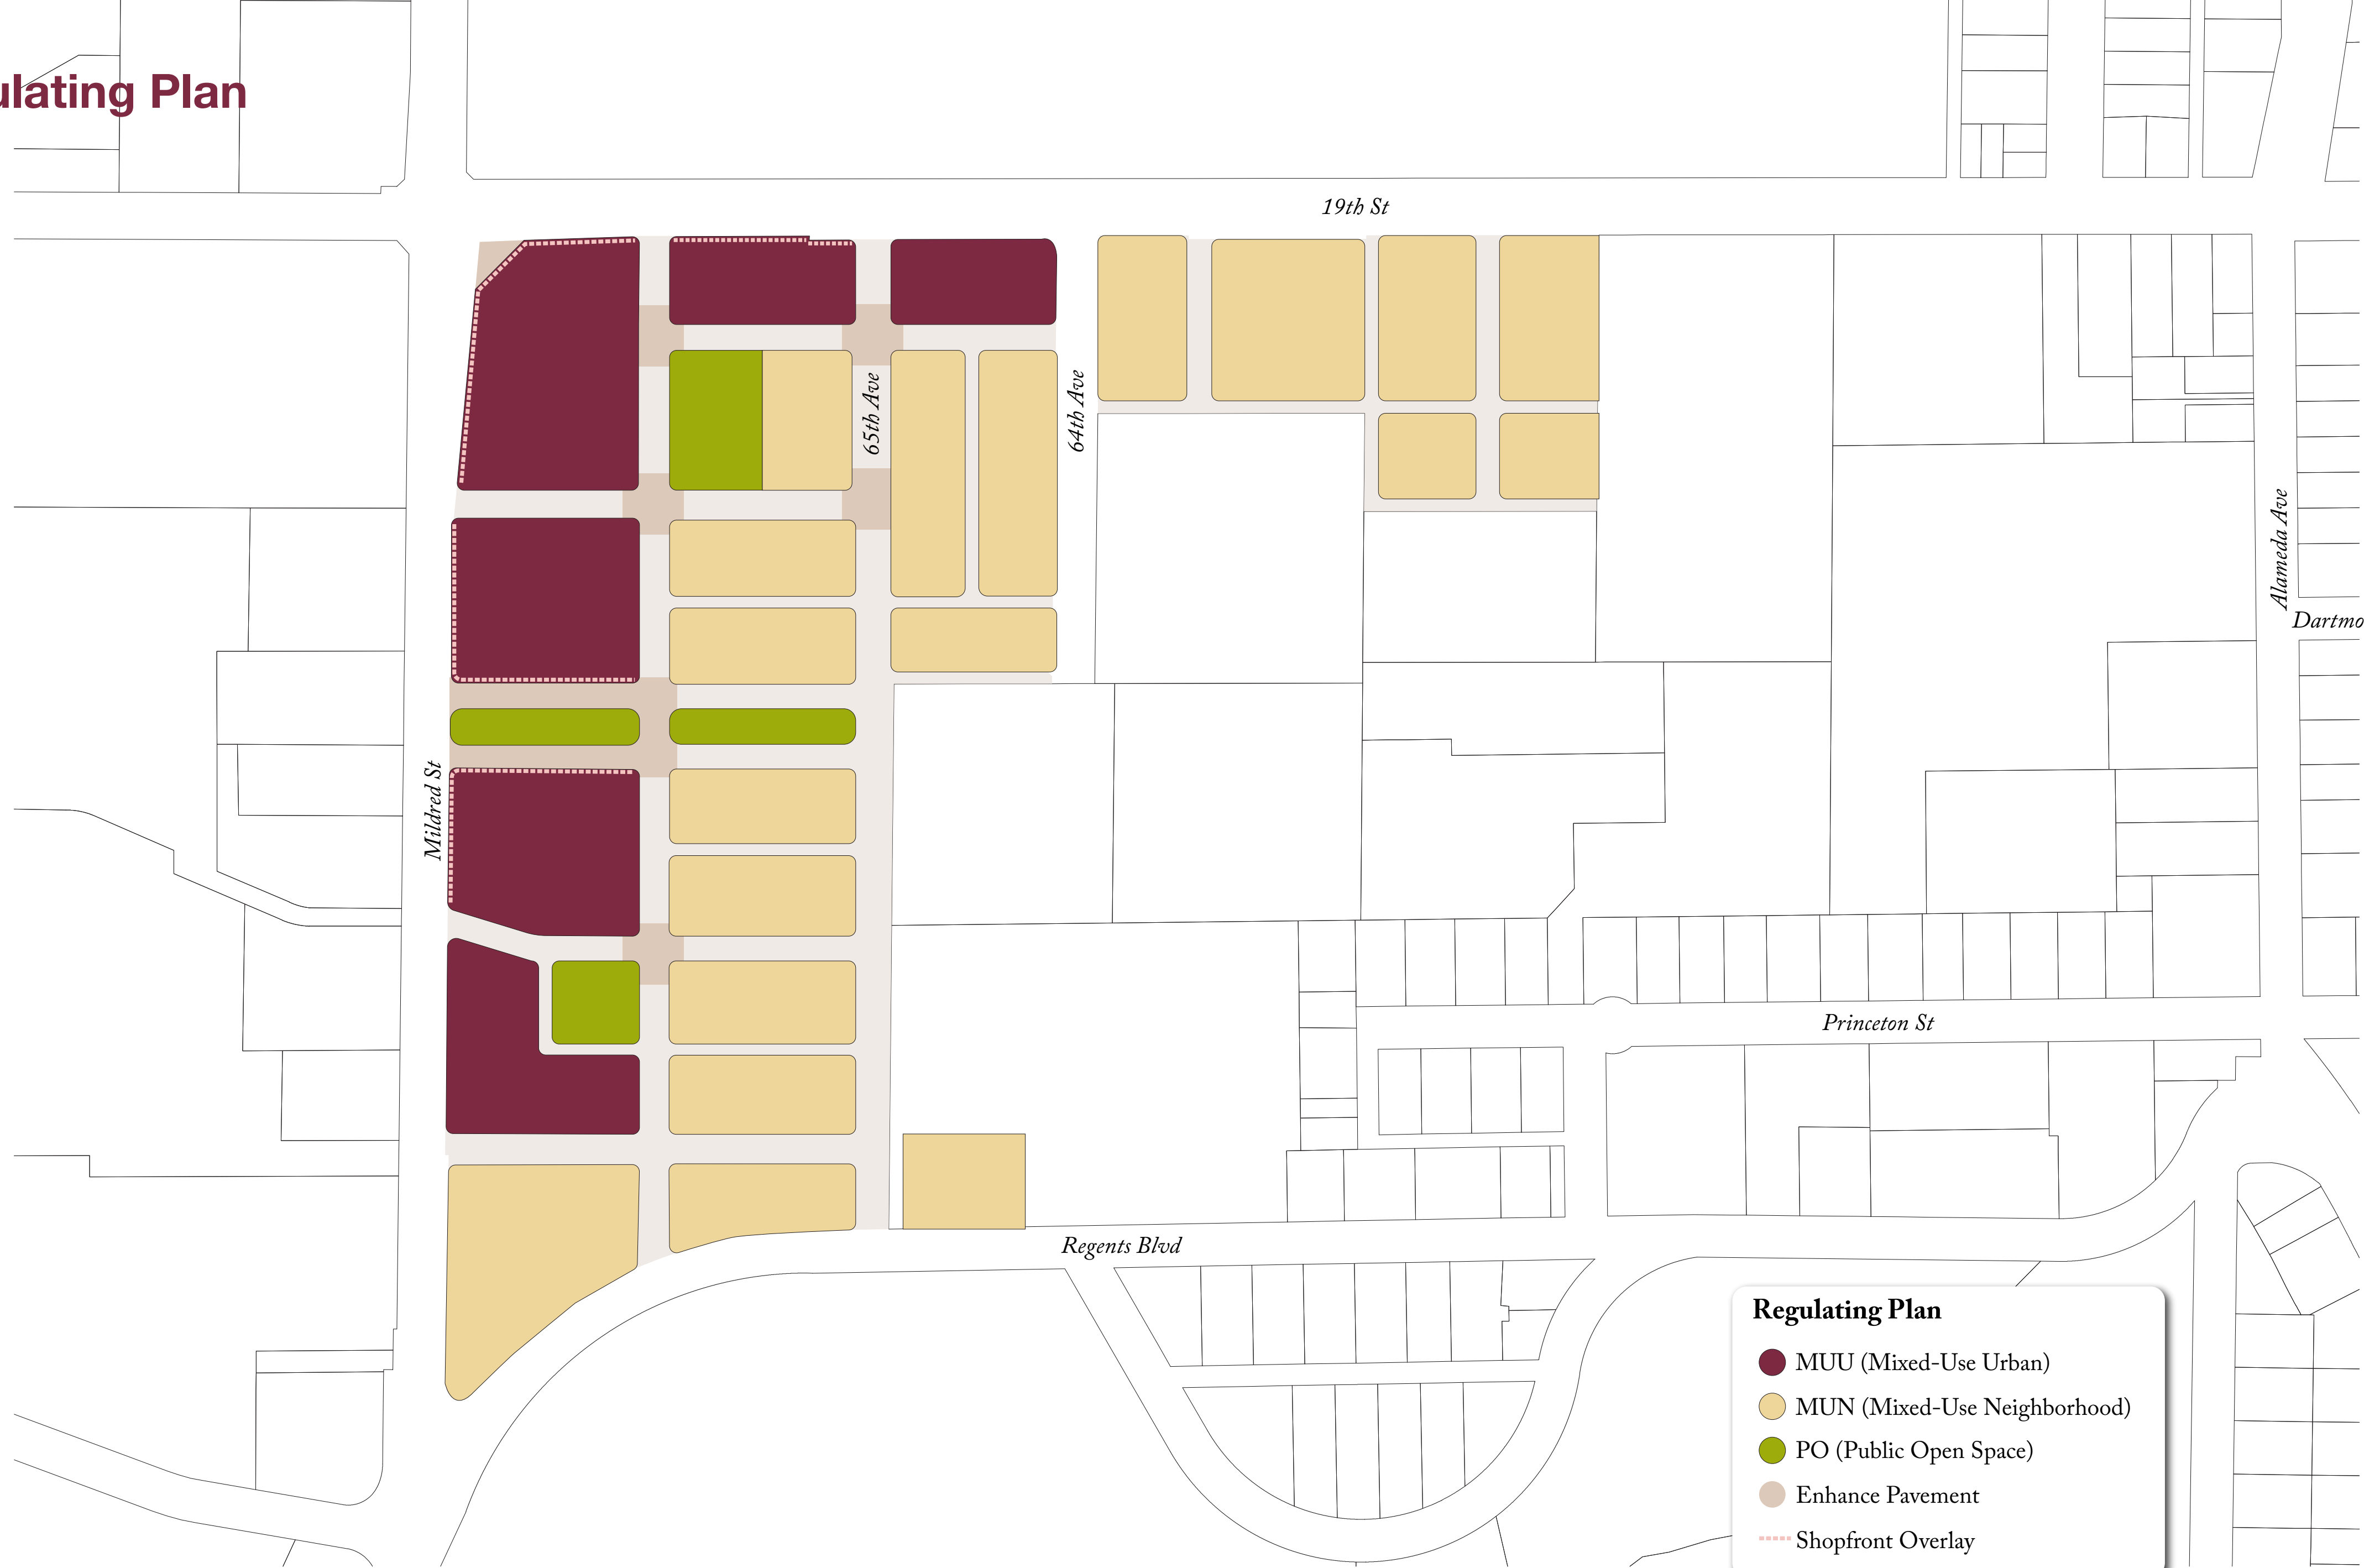 ulating Plan
19th St
65th Ave
64th Ave
Alameda Ave
Dartmo
Mildred St
Princeton St
Regents Blvd
Regulating Plan
MUU (Mixed-Use Urban)
MUN (Mixed-Use Neighborhood)
PO (Public Open Space)
Enhance Pavement
Shopfront Overlay